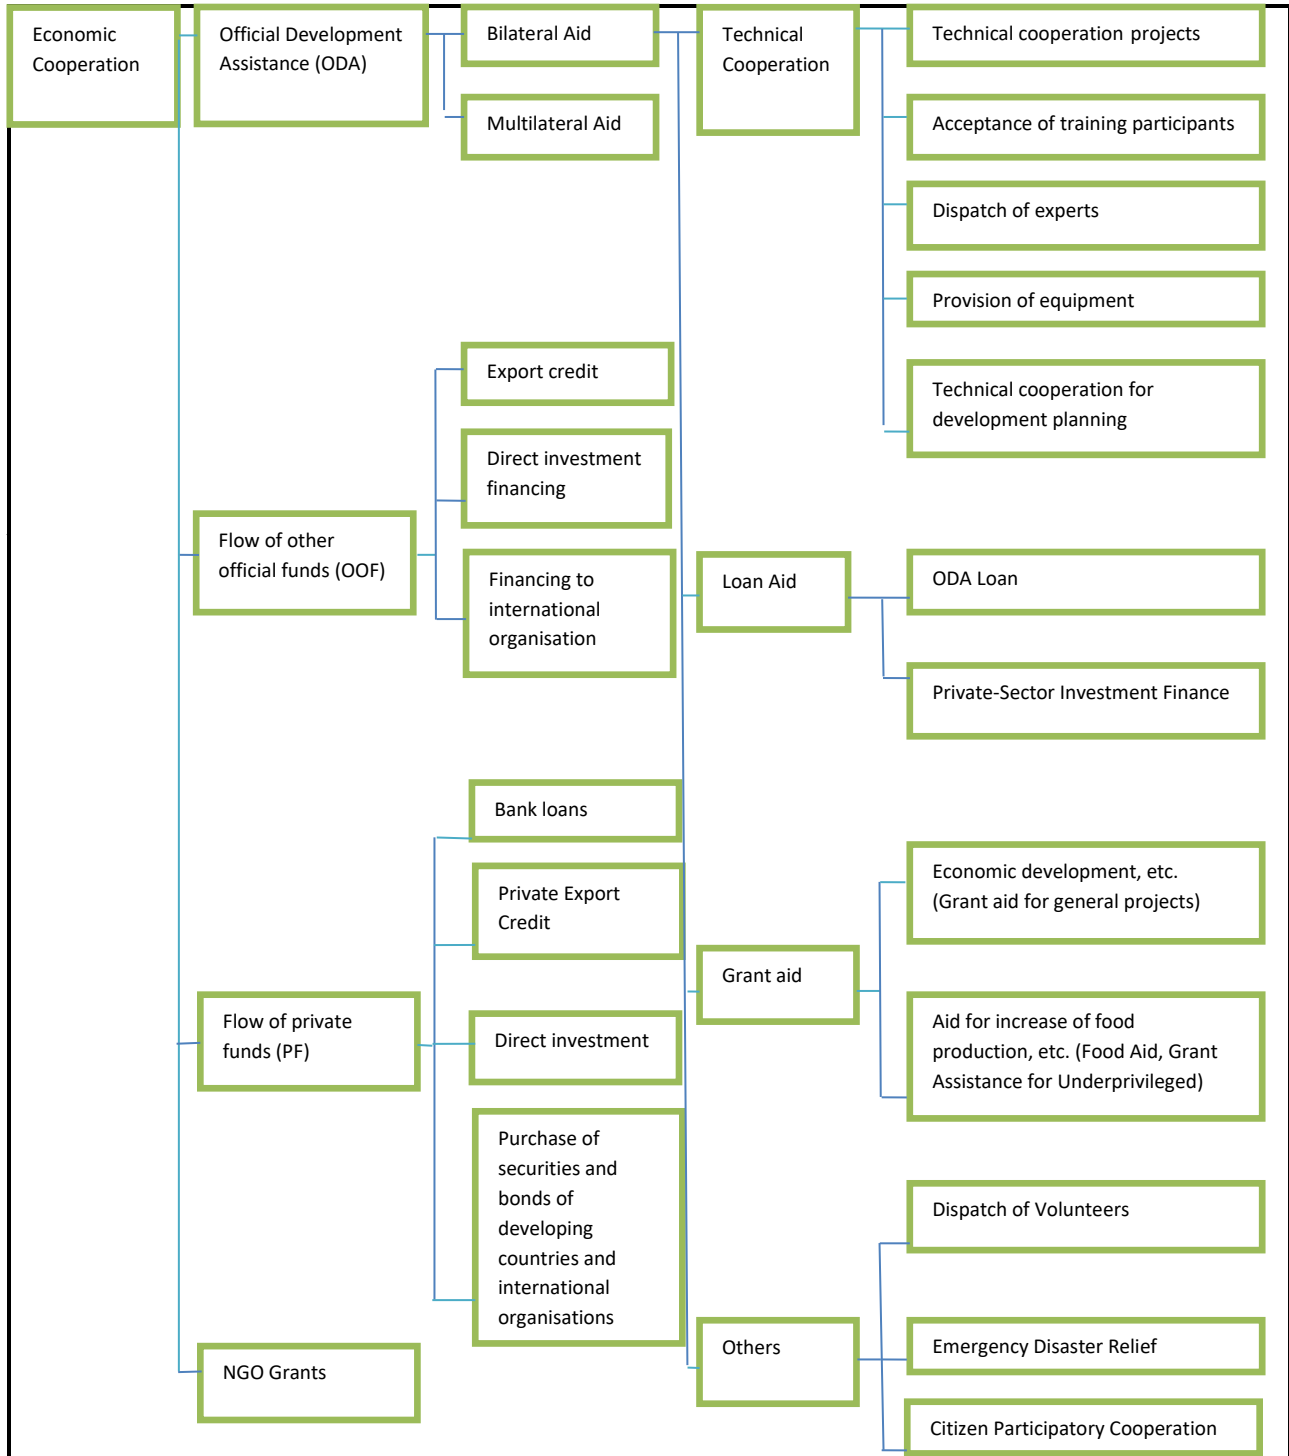 Economic
Cooperation
Official Development
Assistance (ODA)
Bilateral Aid
Multilateral Aid
Technical
Cooperation
Technical cooperation projects
Acceptance of training participants
Dispatch of experts
Provision of equipment
Technical cooperation for
development planning
Flow of other
official funds (OOF)
Export credit
Direct investment
financing
Financing to
international
organisation
Loan Aid
ODA Loan
Private-Sector Investment Finance
Flow of private
funds (PF)
Bank loans
Private Export
Credit
Direct investment
Purchase of
securities and
bonds of
developing
countries and
international
organisations
Grant aid
Economic development, etc.
(Grant aid for general projects)
Aid for increase of food
production, etc. (Food Aid, Grant
Assistance for Underprivileged)
NGO Grants
Others
Dispatch of Volunteers
Emergency Disaster Relief
Citizen Participatory Cooperation